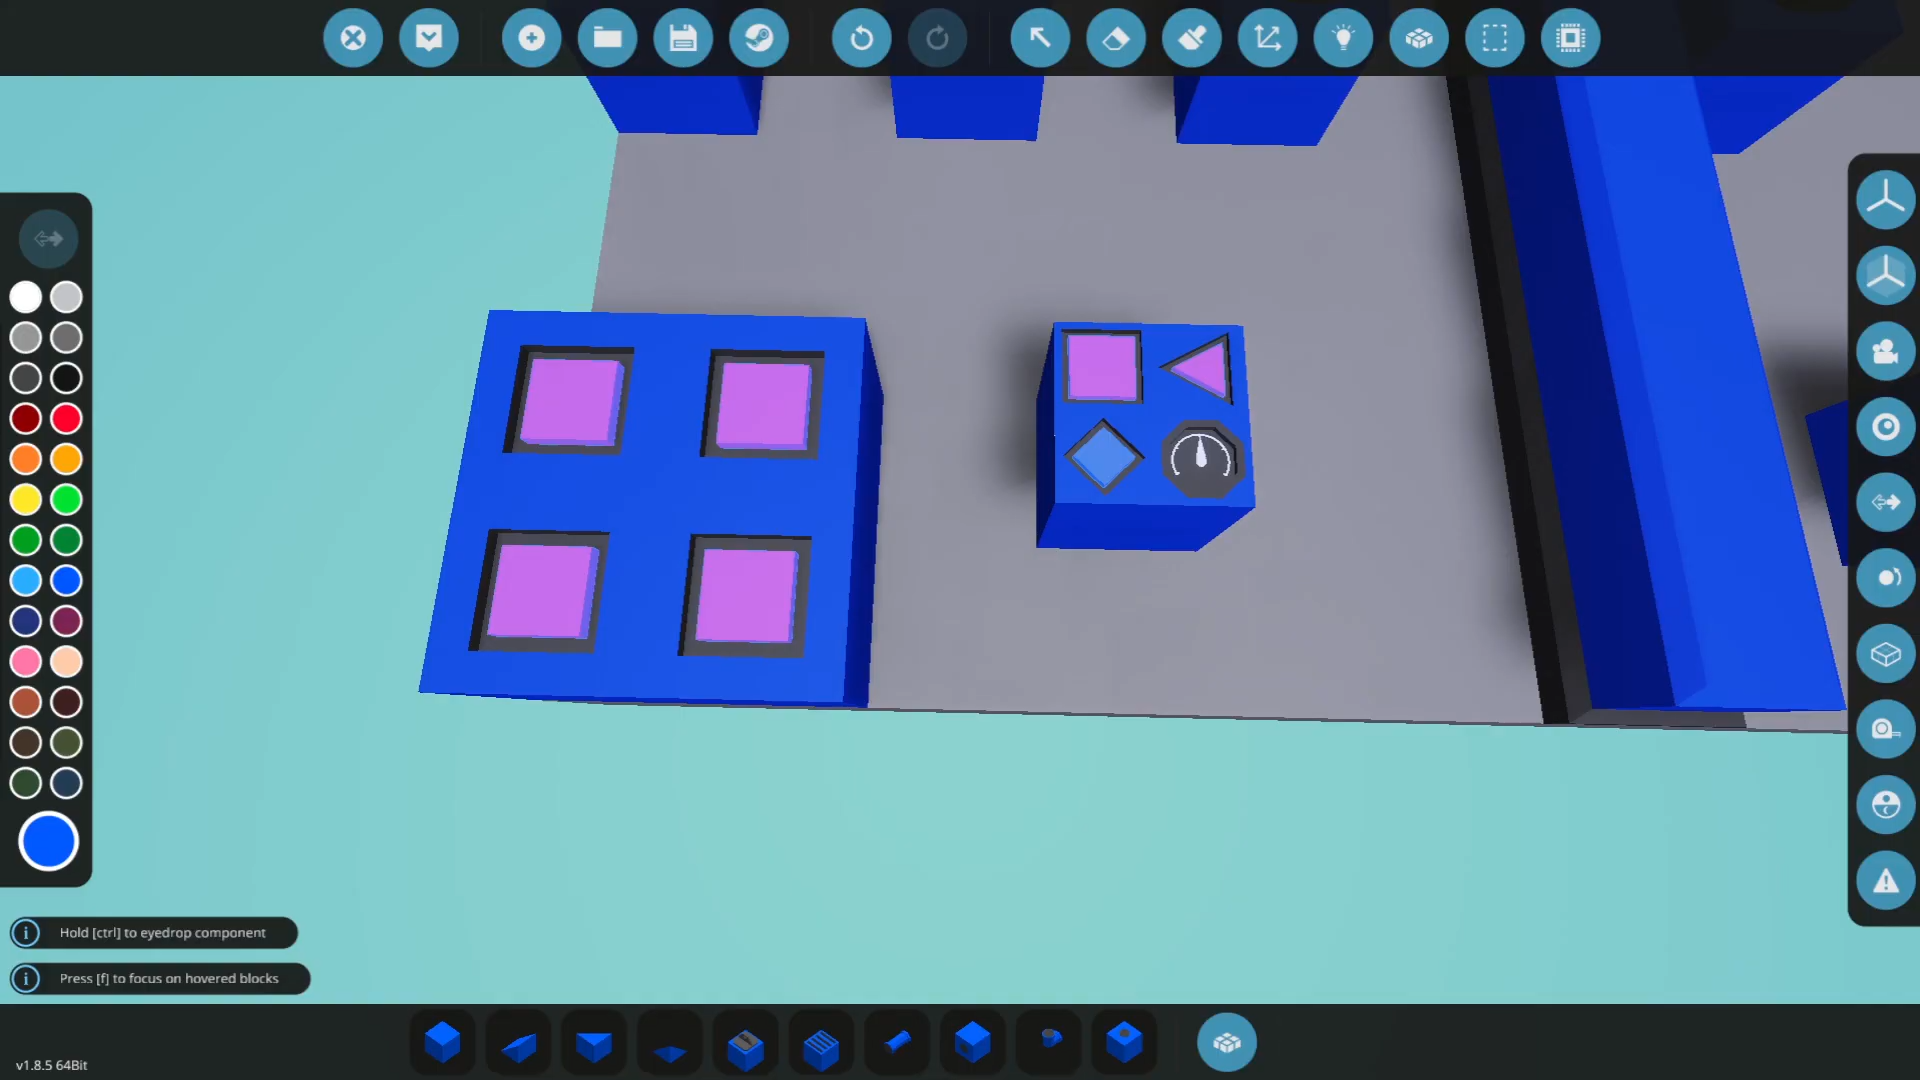 Hold [ctrl] to eyedrop component
Press [f] to focus on hovered blocks
v1.8.5 64Bit